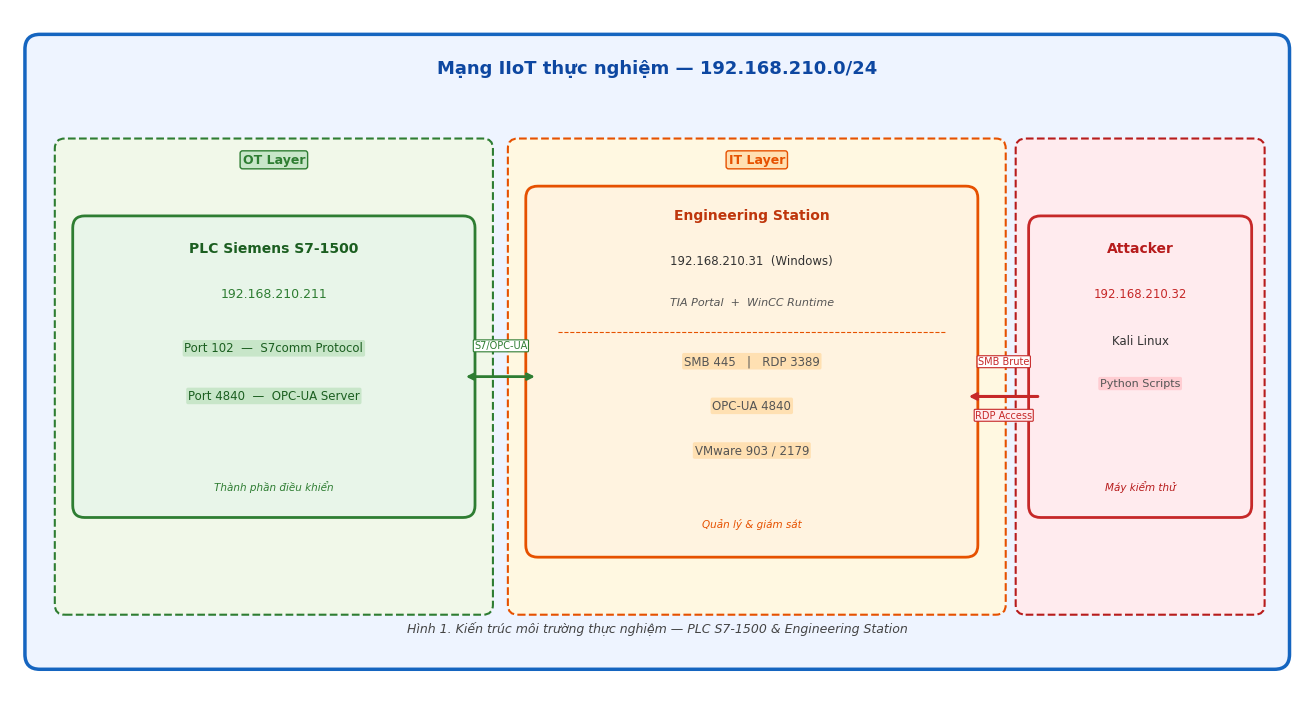 Mạng IIoT thực nghiệm — 192.168.210.0/24
OT Layer
PLC Siemens S7-1500
192.168.210.211
Port 102 — S7comm Protocol
Port 4840 — OPC-UA Server
Thành phần điều khiển
S7/OPC-UA
IT Layer
Engineering Station
192.168.210.31 (Windows)
TIA Portal + WinCC Runtime
SMB 445 | RDP 3389
OPC-UA 4840
VMware 903 / 2179
Quản lý & giám sát
SMB Brute
RDP Access
Attacker
192.168.210.32
Kali Linux
Python Scripts
Máy kiểm thử
Hình 1. Kiến trúc môi trường thực nghiệm — PLC S7-1500 & Engineering Station